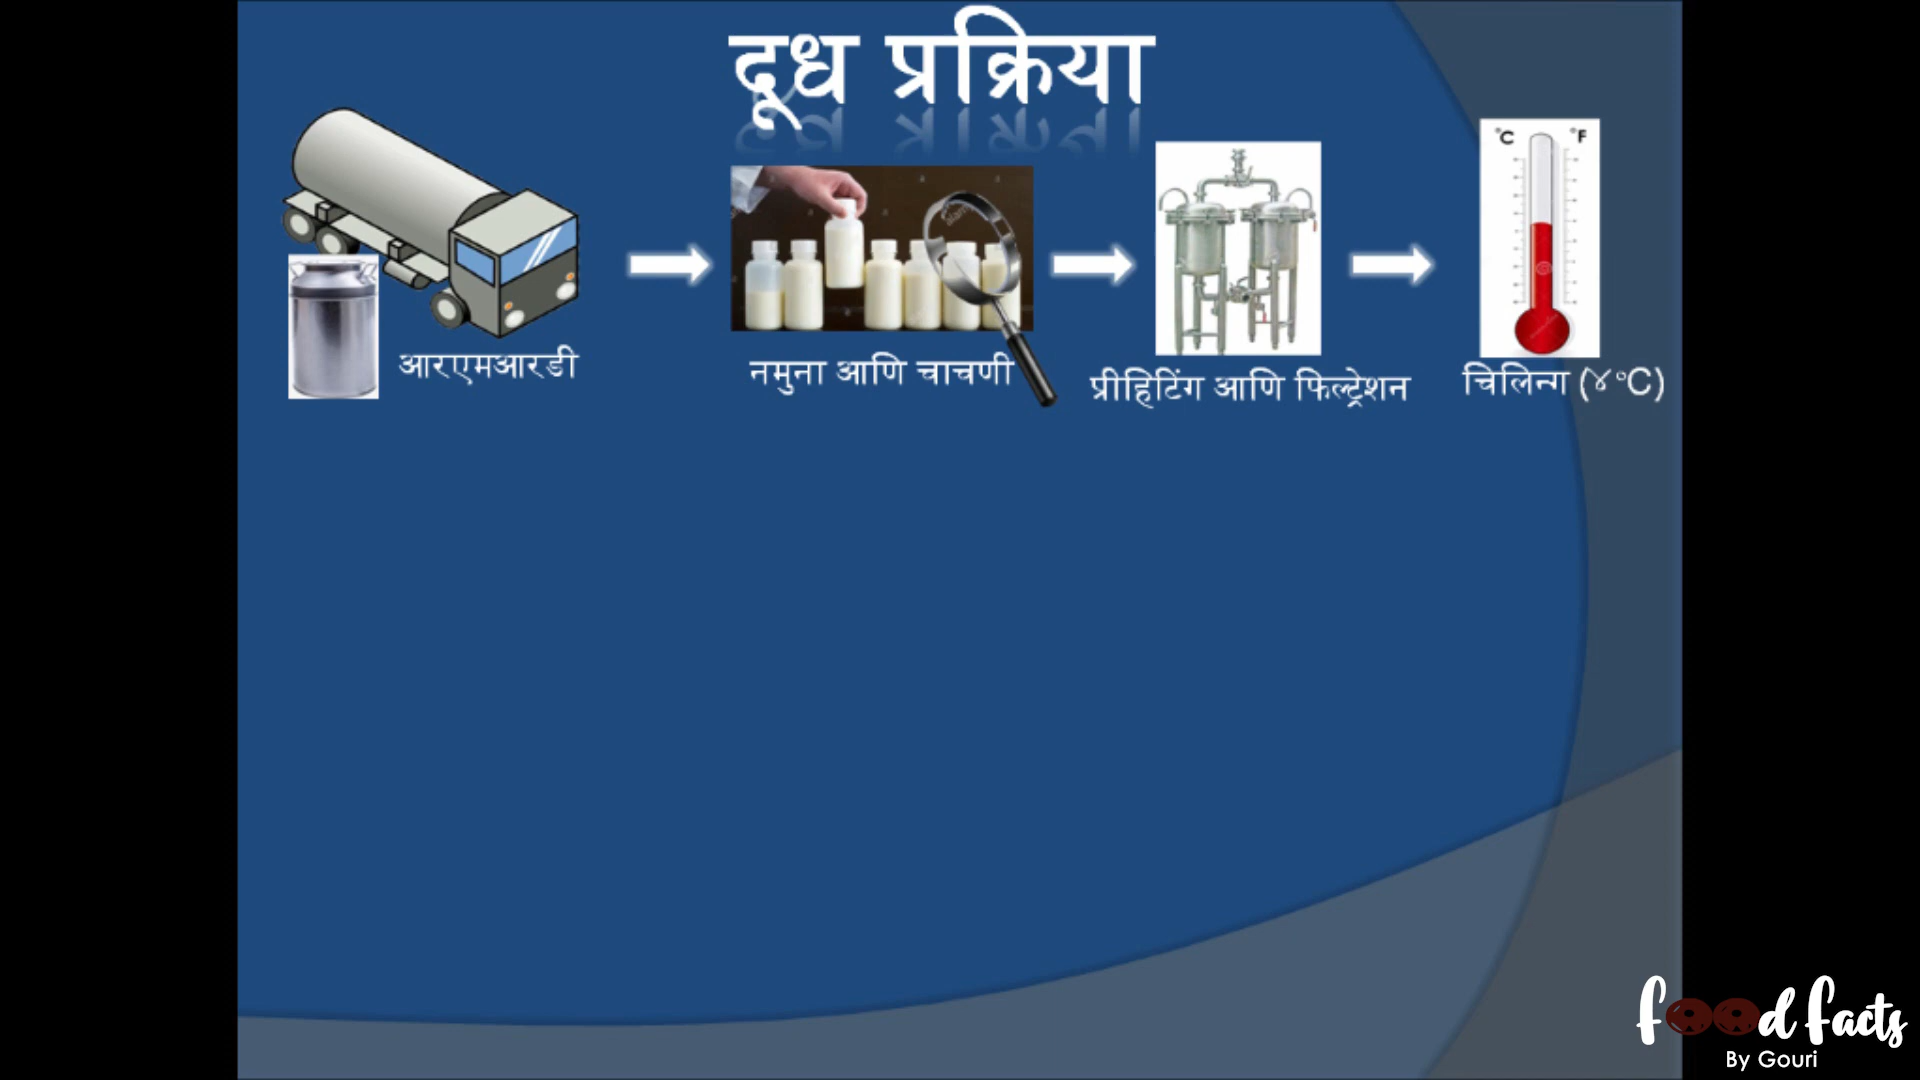 दूध प्रक्रिया
°C °F
आरएमआरडी
नमुना आणि चाचणी
प्रीहिटिंग आणि फिल्ट्रेशन
चिलिन्ग (४°C)
food facts
By Gouri